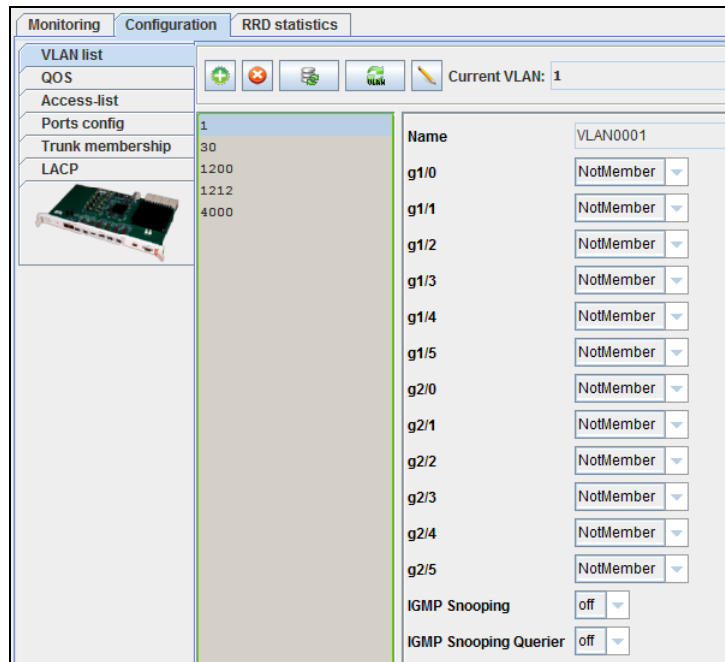 Monitoring Configuration RRD statistics
VLAN list
QOS
Access-list
Ports config
Trunk membership
LACP
VLAN
Current VLAN: 1
1
30
1200
1212
4000
Name VLAN0001
g1/0 NotMember
g1/1 NotMember
g1/2 NotMember
g1/3 NotMember
g1/4 NotMember
g1/5 NotMember
g2/0 NotMember
g2/1 NotMember
g2/2 NotMember
g2/3 NotMember
g2/4 NotMember
g2/5 NotMember
IGMP Snooping off
IGMP Snooping Querier off